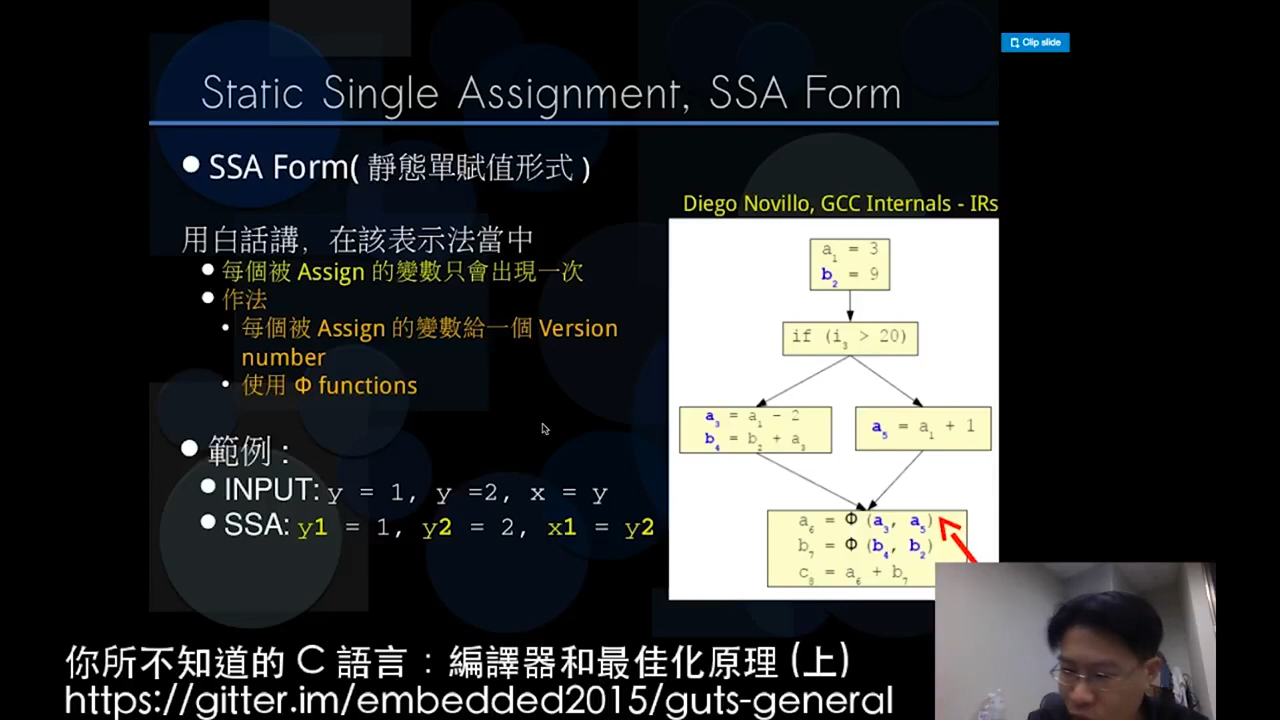 Clip slide
Static Single Assignment, SSA Form
SSA Form( 靜態單賦值形式 )
用白話講, 在該表示法當中
每個被 Assign 的變數只會出現一次
作法
每個被 Assign 的變數給一個 Version
number
使用 Φ functions
範例 :
INPUT: y = 1, y =2, x = y
SSA: y1 = 1, y2 = 2, x1 = y2
Diego Novillo, GCC Internals - IRs
a₁ = 3
b₂ = 9
if (i₃ > 20)
a₃ = a₁ - 2
b₄ = b₂ + a₃
a₅ = a₁ + 1
a₆ = Φ (a₃, a₅)
b₇ = Φ (b₄, b₂)
c₈ = a₆ + b₇
你所不知道的 C 語言 : 編譯器和最佳化原理 (上)
https://gitter.im/embedded2015/guts-general